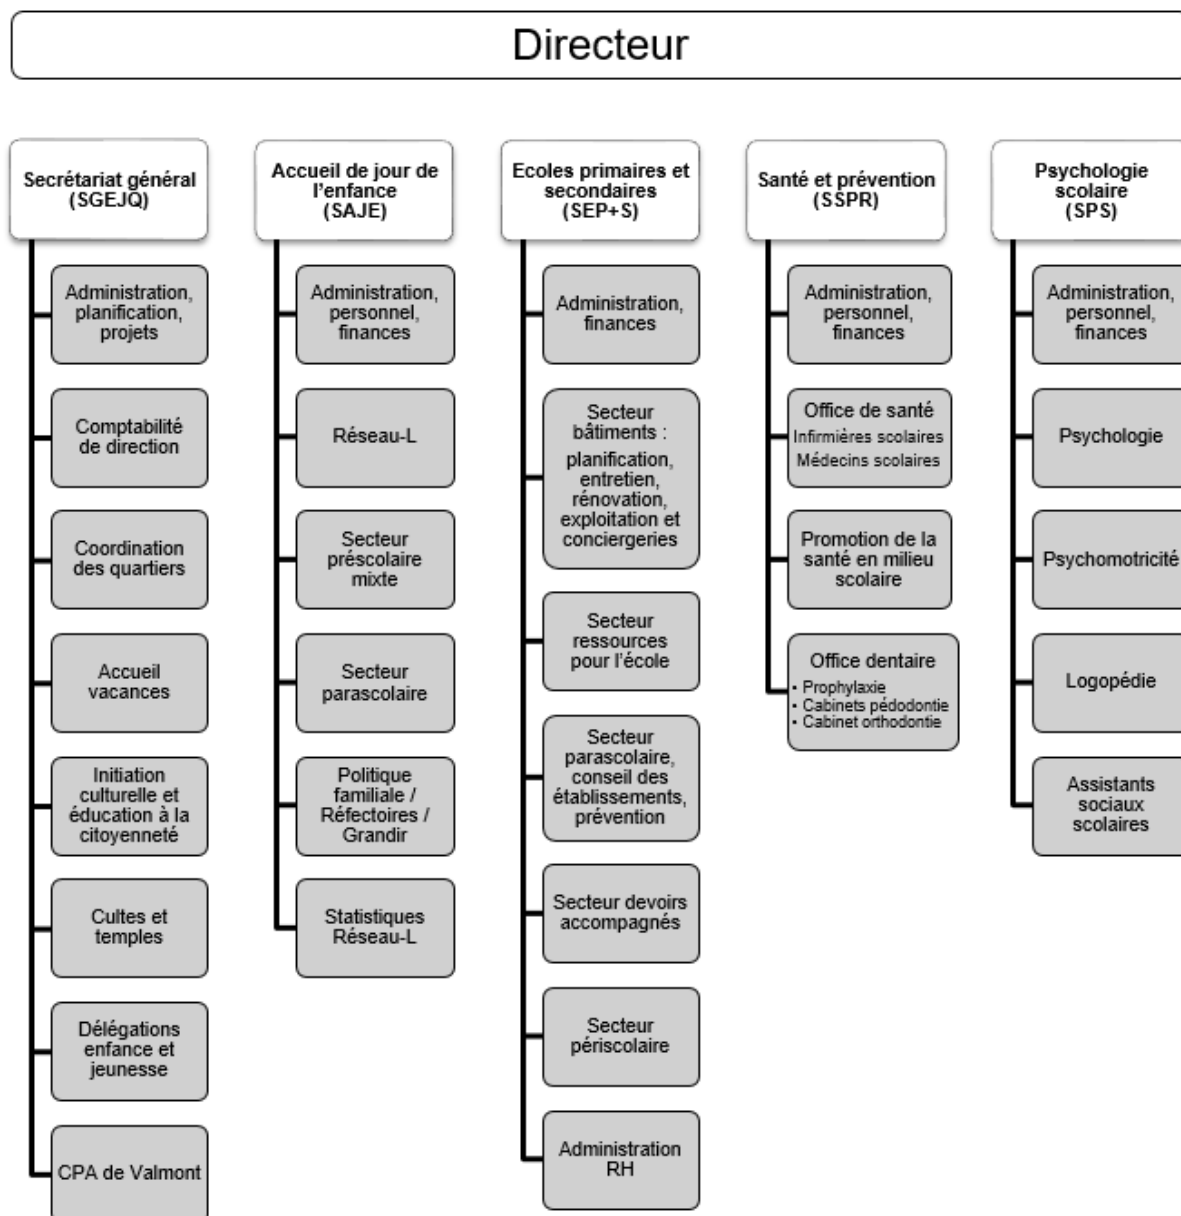 Directeur
Secrétariat général
(SGEJQ)
Administration,
planification,
projets
Comptabilité
de direction
Coordination
des quartiers
Accueil
vacances
Initiation
culturelle et
éducation à la
citoyenneté
Cultes et
temples
Délégations
enfance et
jeunesse
CPA de Valmont
Accueil de jour de
l'enfance
(SAJE)
Administration,
personnel,
finances
Réseau-L
Secteur
préscolaire
mixte
Secteur
parascolaire
Politique
familiale /
Réfectoires /
Grandir
Statistiques
Réseau-L
Ecoles primaires et
secondaires
(SEP+S)
Administration,
finances
Secteur
bâtiments :
planification,
entretien,
rénovation,
exploitation et
conciergeries
Secteur
ressources
pour l'école
Secteur
parascolaire,
conseil des
établissements,
prévention
Secteur devoirs
accompagnés
Secteur
périscolaire
Administration
RH
Santé et prévention
(SSPR)
Administration,
personnel,
finances
Office de santé
Infirmières scolaires
Médecins scolaires
Promotion de la
santé en milieu
scolaire
Office dentaire
• Prophylaxie
• Cabinets pédodontie
• Cabinet orthodontie
Psychologie
scolaire
(SPS)
Administration,
personnel,
finances
Psychologie
Psychomotricité
Logopédie
Assistants
sociaux
scolaires